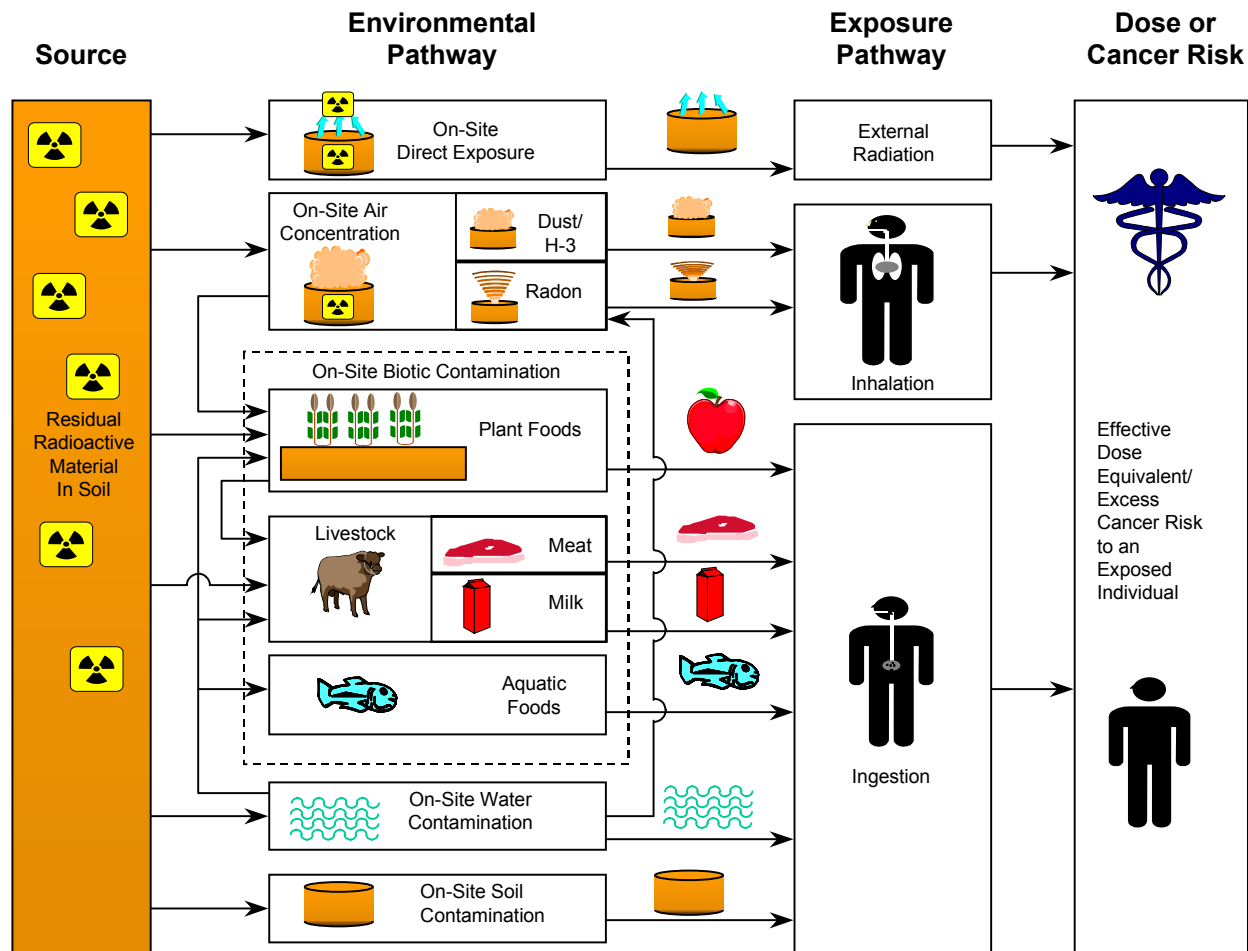 Source
Environmental
Pathway
Exposure
Pathway
Dose or
Cancer Risk
Residual
Radioactive
Material
In Soil
On-Site
Direct Exposure
On-Site Air
Concentration
Dust/
H-3
Radon
On-Site Biotic Contamination
Plant Foods
Livestock
Meat
Milk
Aquatic
Foods
On-Site Water
Contamination
On-Site Soil
Contamination
External
Radiation
Inhalation
Ingestion
Effective
Dose
Equivalent/
Excess
Cancer Risk
to an
Exposed
Individual